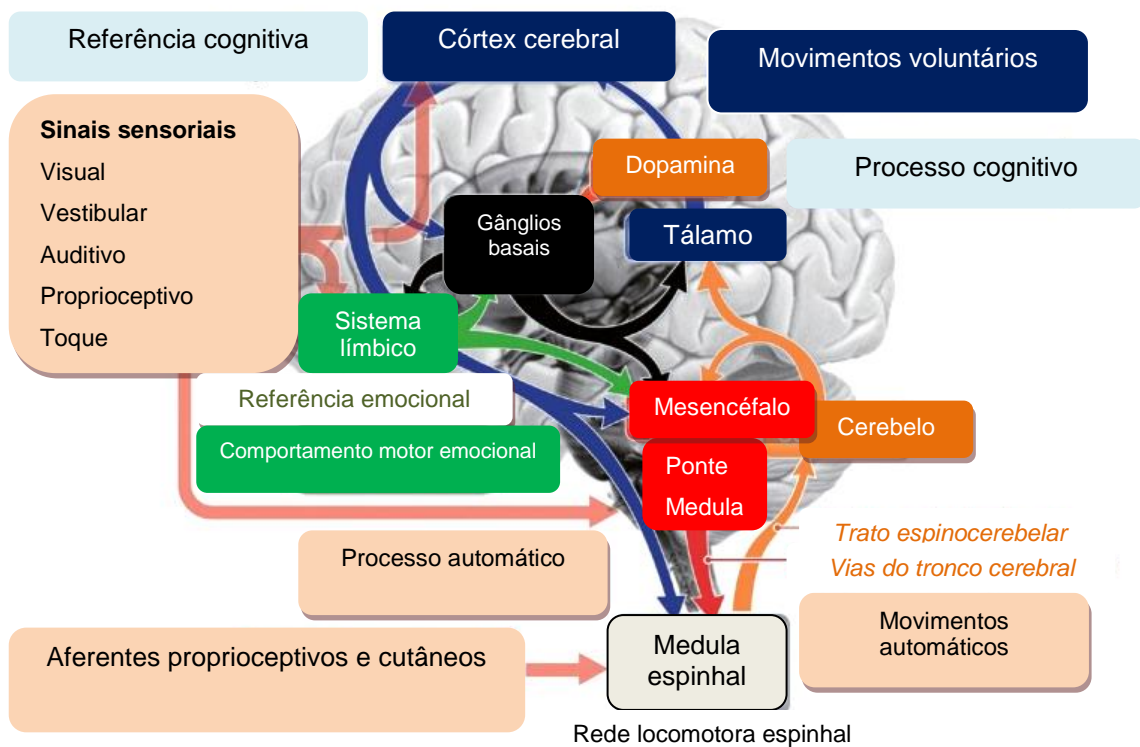 Referência cognitiva
Córtex cerebral
Movimentos voluntários
Sinais sensoriais
Visual
Vestibular
Auditivo
Proprioceptivo
Toque
Dopamina
Processo cognitivo
Gânglios
basais
Tálamo
Sistema
límbico
Referência emocional
Mesencéfalo
Cerebelo
Comportamento motor emocional
Ponte
Medula
Trato espinocerebelar
Vias do tronco cerebral
Processo automático
Movimentos
automáticos
Aferentes proprioceptivos e cutâneos
Medula
espinhal
Rede locomotora espinhal